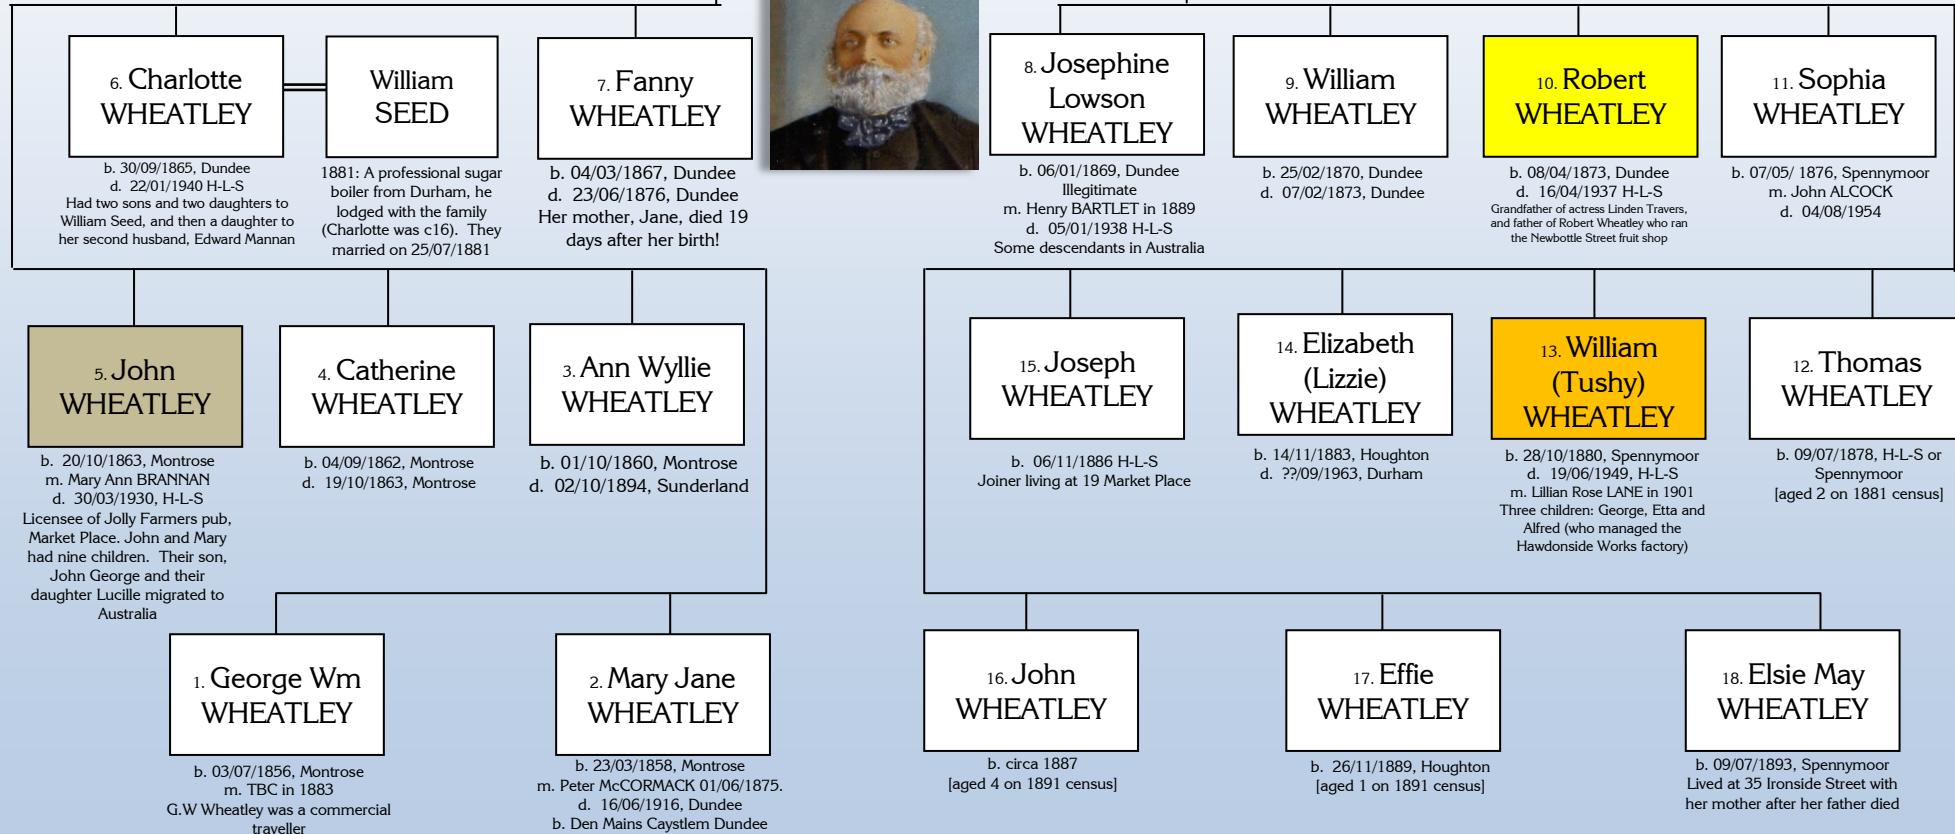 6. Charlotte
WHEATLEY
b. 30/09/1865, Dundee
d. 22/01/1940 H-L-S
Had two sons and two daughters to
William Seed, and then a daughter to
her second husband, Edward Mannan
William
SEED
1881: A professional sugar
boiler from Durham, he
lodged with the family
(Charlotte was c16). They
married on 25/07/1881
7. Fanny
WHEATLEY
b. 04/03/1867, Dundee
d. 23/06/1876, Dundee
Her mother, Jane, died 19
days after her birth!
8. Josephine
Lowson
WHEATLEY
b. 06/01/1869, Dundee
Illegitimate
m. Henry BARTLET in 1889
d. 05/01/1938 H-L-S
Some descendants in Australia
9. William
WHEATLEY
b. 25/02/1870, Dundee
d. 07/02/1873, Dundee
10. Robert
WHEATLEY
b. 08/04/1873, Dundee
d. 16/04/1937 H-L-S
Grandfather of actress Linden Travers,
and father of Robert Wheatley who ran
the Newbottle Street fruit shop
11. Sophia
WHEATLEY
b. 07/05/ 1876, Spennymoor
m. John ALCOCK
d. 04/08/1954
5. John
WHEATLEY
b. 20/10/1863, Montrose
m. Mary Ann BRANNAN
d. 30/03/1930, H-L-S
Licensee of Jolly Farmers pub,
Market Place. John and Mary
had nine children. Their son,
John George and their
daughter Lucille migrated to
Australia
4. Catherine
WHEATLEY
b. 04/09/1862, Montrose
d. 19/10/1863, Montrose
3. Ann Wyllie
WHEATLEY
b. 01/10/1860, Montrose
d. 02/10/1894, Sunderland
15. Joseph
WHEATLEY
b. 06/11/1886 H-L-S
Joiner living at 19 Market Place
14. Elizabeth
(Lizzie)
WHEATLEY
b. 14/11/1883, Houghton
d. ??/09/1963, Durham
13. William
(Tushy)
WHEATLEY
b. 28/10/1880, Spennymoor
d. 19/06/1949, H-L-S
m. Lillian Rose LANE in 1901
Three children: George, Etta and
Alfred (who managed the
Hawdonside Works factory)
12. Thomas
WHEATLEY
b. 09/07/1878, H-L-S or
Spennymoor
[aged 2 on 1881 census]
1. George Wm
WHEATLEY
b. 03/07/1856, Montrose
m. TBC in 1883
G.W Wheatley was a commercial
traveller
2. Mary Jane
WHEATLEY
b. 23/03/1858, Montrose
m. Peter McCORMACK 01/06/1875.
d. 16/06/1916, Dundee
b. Den Mains Caystlem Dundee
16. John
WHEATLEY
b. circa 1887
[aged 4 on 1891 census]
17. Effie
WHEATLEY
b. 26/11/1889, Houghton
[aged 1 on 1891 census]
18. Elsie May
WHEATLEY
b. 09/07/1893, Spennymoor
Lived at 35 Ironside Street with
her mother after her father died